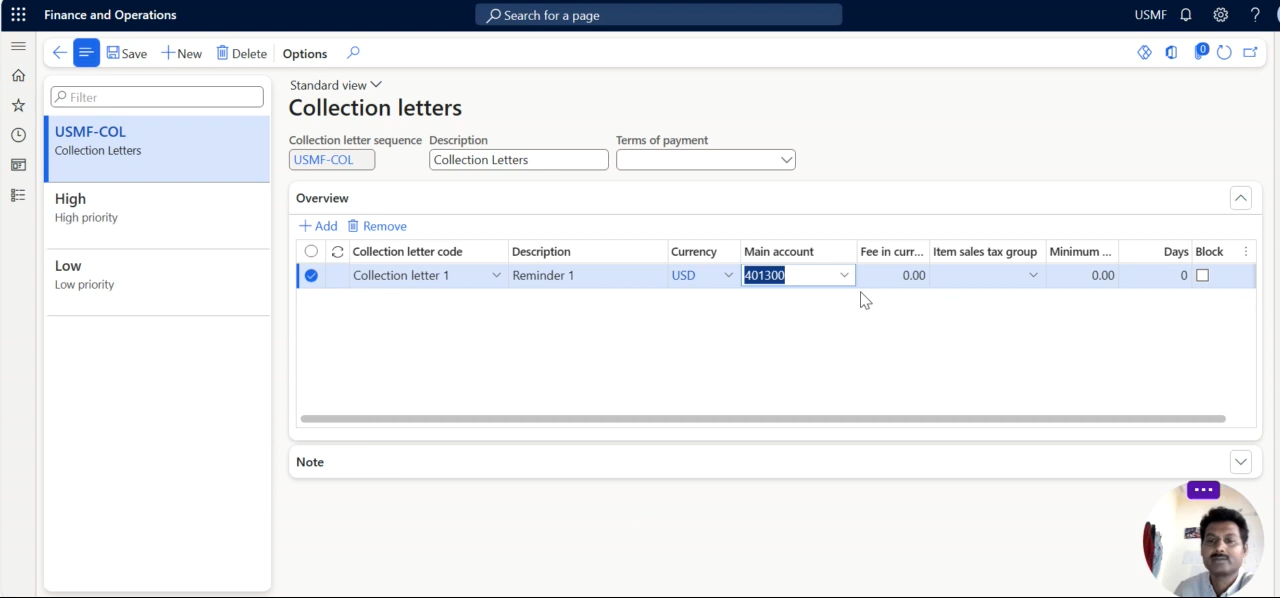 Finance and Operations
Search for a page
USMF
?
Save
New
Delete
Options
0
Filter
USMF-COL
Collection Letters
High
High priority
Low
Low priority
Standard view
Collection letters
Collection letter sequence Description Terms of payment
USMF-COL Collection Letters
Overview
Add Remove
Collection letter code Description Currency Main account Fee in curr... Item sales tax group Minimum ... Days Block
Collection letter 1 Reminder 1 USD 401300 0.00 0.00 0
Note